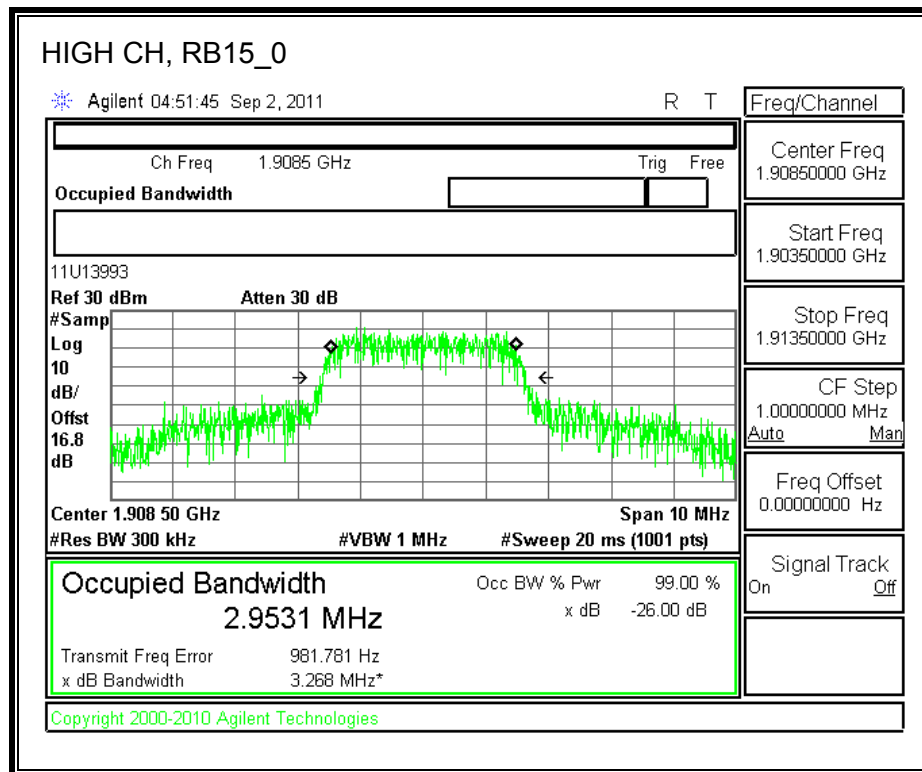 HIGH CH, RB15_0
Agilent 04:51:45 Sep 2, 2011 R T
Freq/Channel
Ch Freq 1.9085 GHz Trig Free
Occupied Bandwidth
Center Freq
1.90850000 GHz
Start Freq
1.90350000 GHz
11U13993
Ref 30 dBm Atten 30 dB
#Samp
Log
10
dB/
Offst
16.8
dB
Stop Freq
1.91350000 GHz
CF Step
1.00000000 MHz
Auto Man
Freq Offset
0.00000000 Hz
Center 1.908 50 GHz Span 10 MHz
#Res BW 300 kHz #VBW 1 MHz #Sweep 20 ms (1001 pts)
Signal Track
On Off
Occupied Bandwidth Occ BW % Pwr 99.00 %
2.9531 MHz x dB -26.00 dB
Transmit Freq Error 981.781 Hz
x dB Bandwidth 3.268 MHz*
Copyright 2000-2010 Agilent Technologies